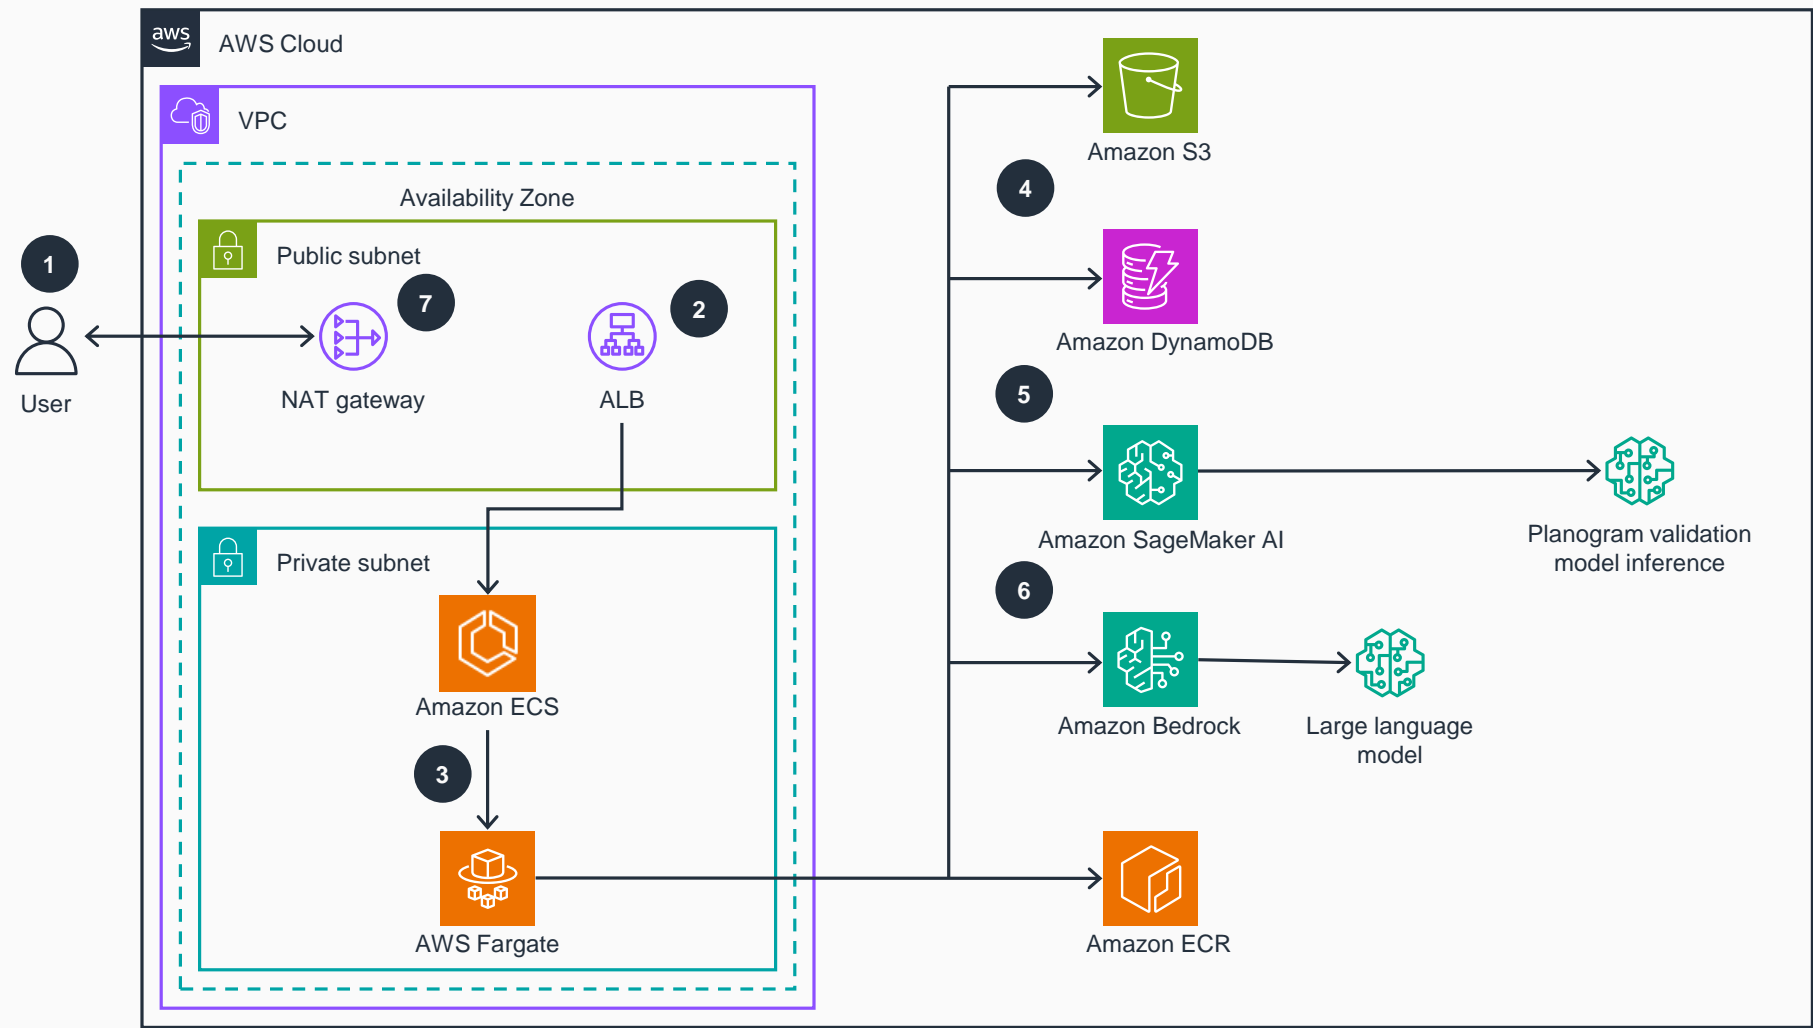 aws
AWS Cloud
VPC
Availability Zone
Public subnet
1
7
2
User
NAT gateway
ALB
Private subnet
Amazon ECS
3
AWS Fargate
Amazon S3
4
Amazon DynamoDB
5
Amazon SageMaker AI
Planogram validation
model inference
6
Amazon Bedrock
Large language
model
Amazon ECR